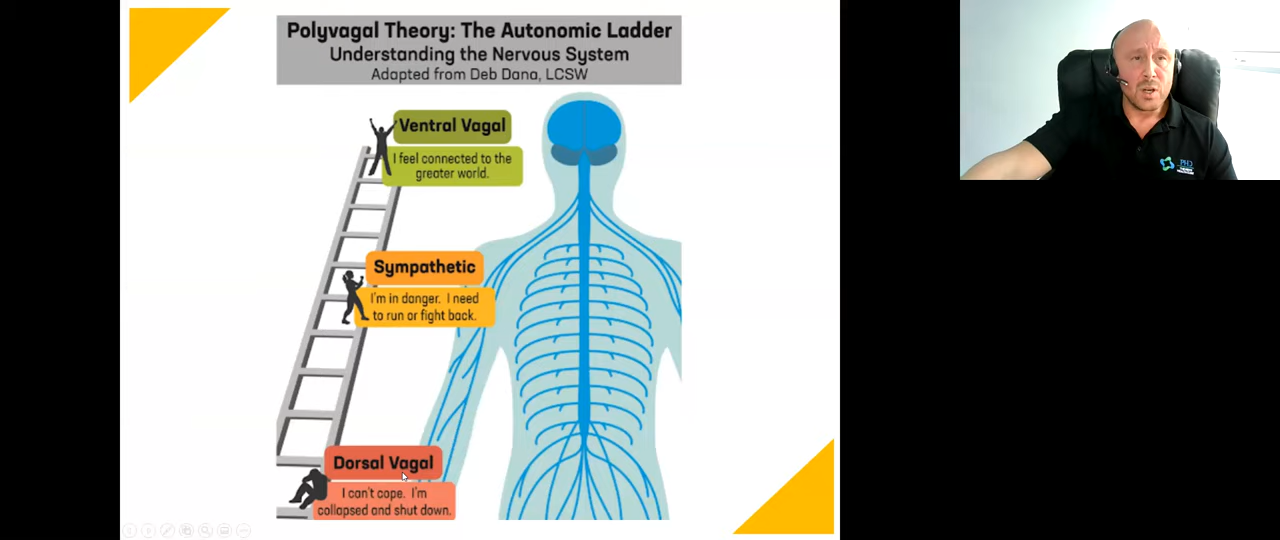 Polyvagal Theory: The Autonomic Ladder
Understanding the Nervous System
Adapted from Deb Dana, LCSW
Ventral Vagal
I feel connected to the
greater world.
Sympathetic
I'm in danger. I need
to run or fight back.
Dorsal Vagal
I can't cope. I'm
collapsed and shut down.